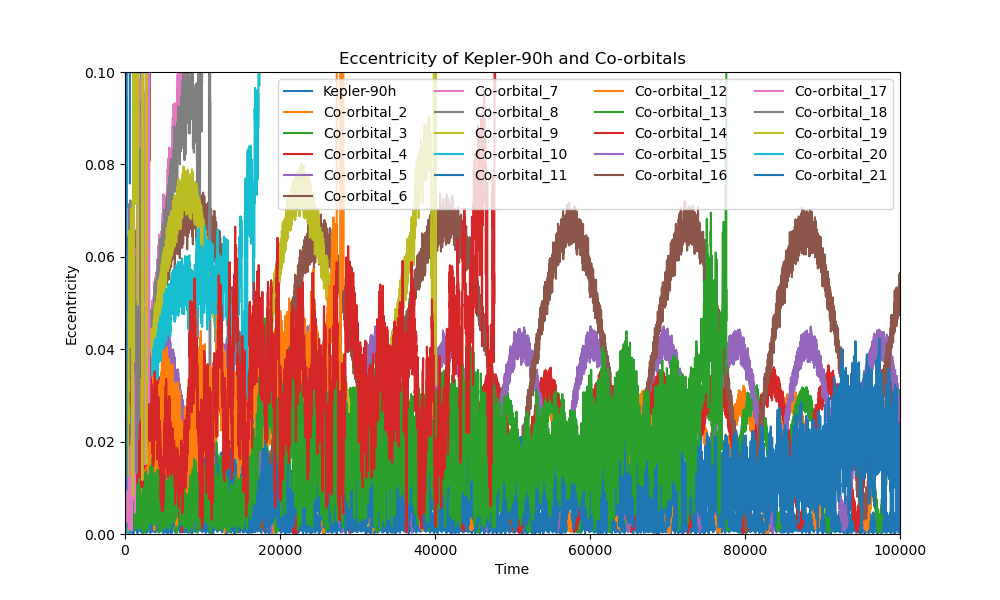 Eccentricity of Kepler-90h and Co-orbitals
0.10
0.08
0.06
0.04
0.02
0.00
Eccentricity
Kepler-90h
Co-orbital_2
Co-orbital_3
Co-orbital_4
Co-orbital_5
Co-orbital_6
Co-orbital_7
Co-orbital_8
Co-orbital_9
Co-orbital_10
Co-orbital_11
Co-orbital_12
Co-orbital_13
Co-orbital_14
Co-orbital_15
Co-orbital_16
Co-orbital_17
Co-orbital_18
Co-orbital_19
Co-orbital_20
Co-orbital_21
0 20000 40000 60000 80000 100000
Time